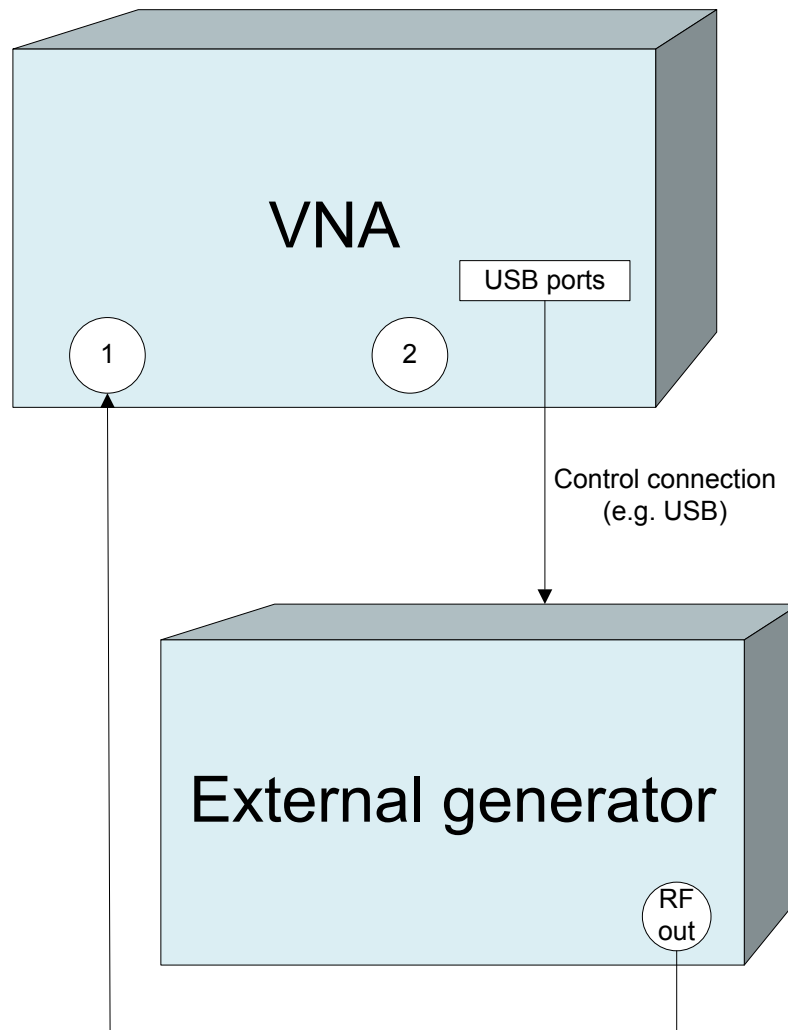 VNA
USB ports
1
2
Control connection
(e.g. USB)
External generator
RF
out